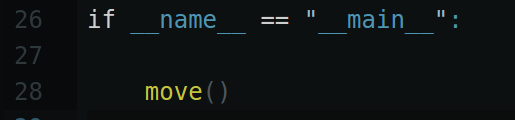 26 if __name__ == "__main__":
27
28     move()